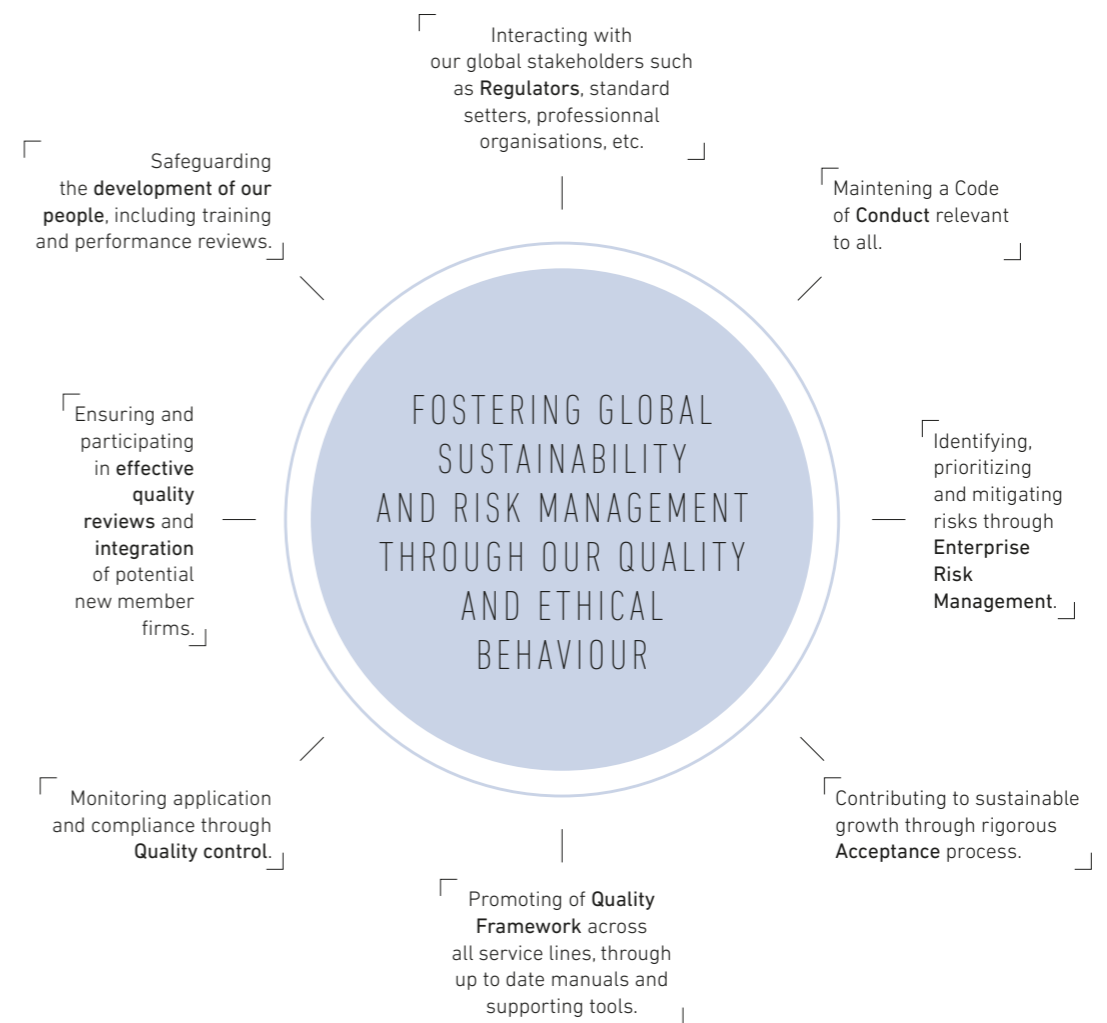 Interacting with
our global stakeholders such
as Regulators, standard
setters, professionnal
organisations, etc.
Safeguarding
the development of our
people, including training
and performance reviews.
Maintening a Code
of Conduct relevant
to all.
Ensuring and
participating
in effective
quality
reviews and
integration
of potential
new member
firms.
FOSTERING GLOBAL
SUSTAINABILITY
AND RISK MANAGEMENT
THROUGH OUR QUALITY
AND ETHICAL
BEHAVIOUR
Identifying,
prioritizing
and mitigating
risks through
Enterprise
Risk
Management.
Monitoring application
and compliance through
Quality control.
Contributing to sustainable
growth through rigorous
Acceptance process.
Promoting of Quality
Framework across
all service lines, through
up to date manuals and
supporting tools.